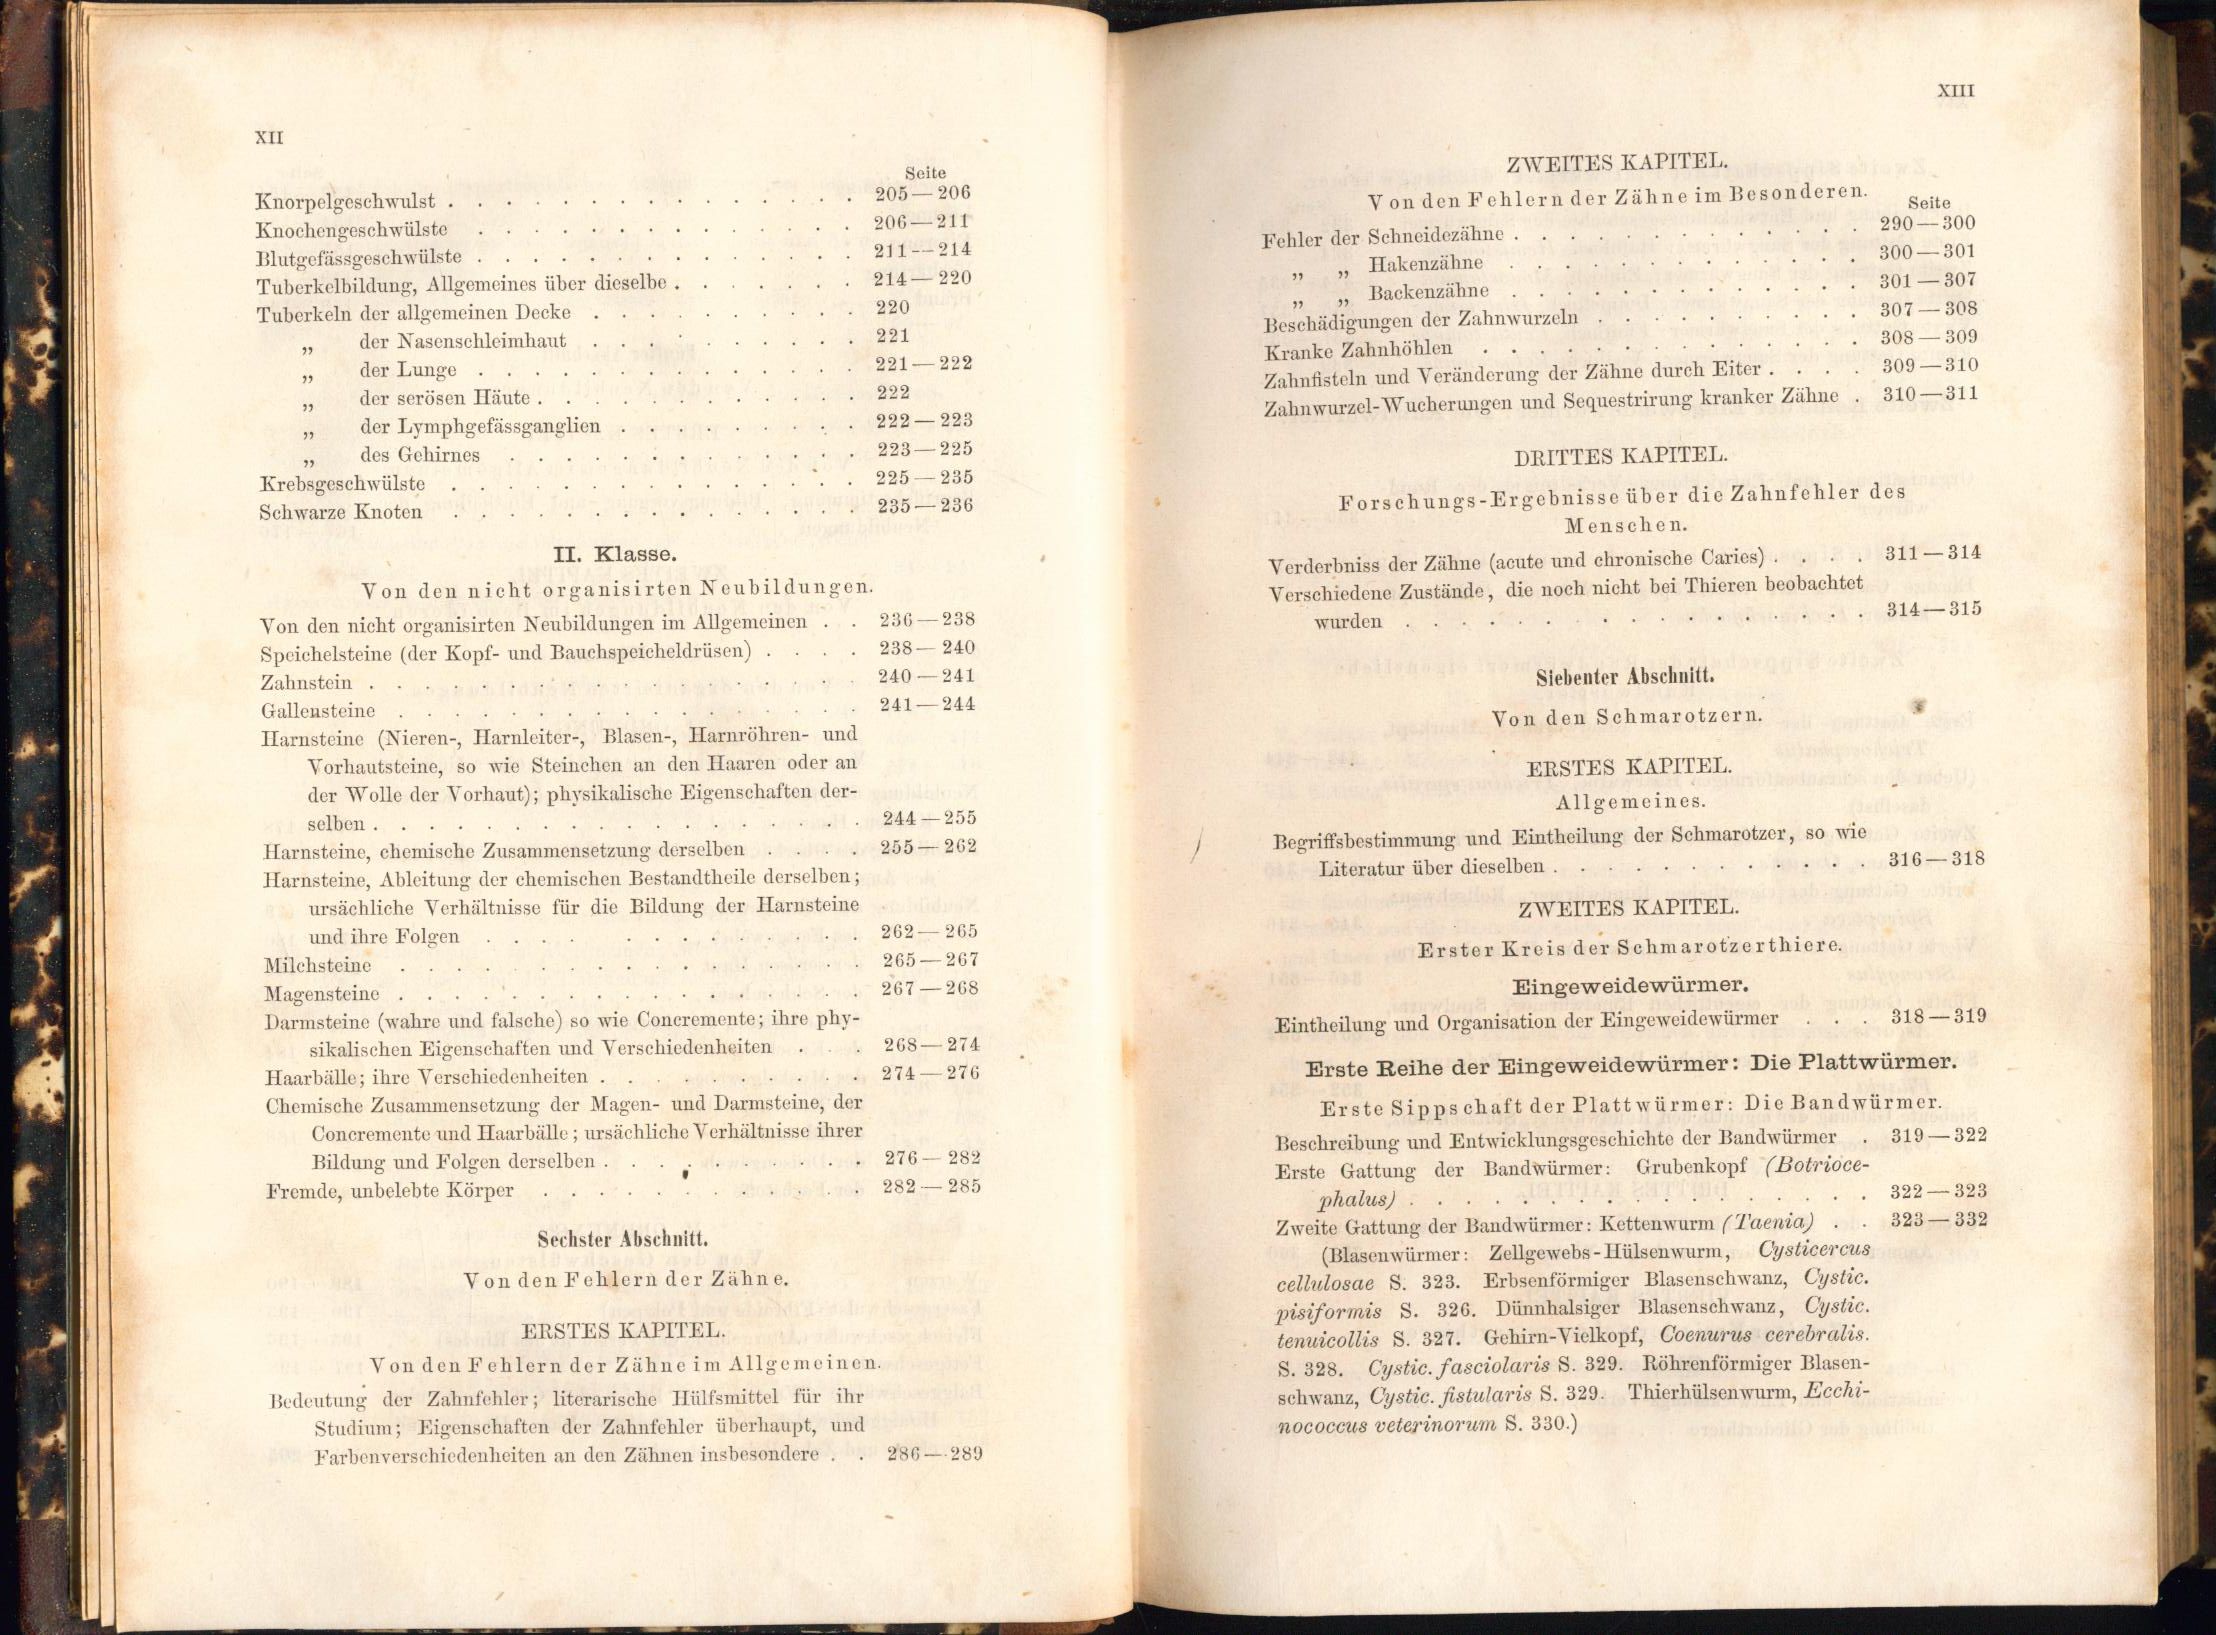 XII
Seite
Knorpelgeschwulst . . . . . . . . . . . . . . . 205—206
Knochengeschwülste . . . . . . . . . . . . . . 206—211
Blutgefässgeschwülste . . . . . . . . . . . . . . 211—214
Tuberkelbildung, Allgemeines über dieselbe . . . . . . . 214—220
Tuberkeln der allgemeinen Decke . . . . . . . . . . 220
„ der Nasenschleimhaut . . . . . . . . . . 221
„ der Lunge . . . . . . . . . . . . . . 221—222
„ der serösen Häute . . . . . . . . . . . . 222
„ der Lymphgefässganglien . . . . . . . . . 222—223
„ des Gehirnes . . . . . . . . . . . . . 223—225
Krebsgeschwülste . . . . . . . . . . . . . . . 225—235
Schwarze Knoten . . . . . . . . . . . . . . . 235—236
II. Klasse.
Von den nicht organisirten Neubildungen.
Von den nicht organisirten Neubildungen im Allgemeinen . . 236—238
Speichelsteine (der Kopf- und Bauchspeicheldrüsen) . . . . 238—240
Zahnstein . . . . . . . . . . . . . . . . . . 240—241
Gallensteine . . . . . . . . . . . . . . . . . 241—244
Harnsteine (Nieren-, Harnleiter-, Blasen-, Harnröhren- und
Vorhautsteine, so wie Steinchen an den Haaren oder an
der Wolle der Vorhaut); physikalische Eigenschaften der-
selben . . . . . . . . . . . . . . . . . . 244—255
Harnsteine, chemische Zusammensetzung derselben . . . . 255—262
Harnsteine, Ableitung der chemischen Bestandtheile derselben;
ursächliche Verhältnisse für die Bildung der Harnsteine
und ihre Folgen . . . . . . . . . . . . . 262—265
Milchsteine . . . . . . . . . . . . . . . . . 265—267
Magensteine . . . . . . . . . . . . . . . . . 267—268
Darmsteine (wahre und falsche) so wie Concremente; ihre phy-
sikalischen Eigenschaften und Verschiedenheiten . . . 268—274
Haarbälle; ihre Verschiedenheiten . . . . . . . . . . 274—276
Chemische Zusammensetzung der Magen- und Darmsteine, der
Concremente und Haarbälle; ursächliche Verhältnisse ihrer
Bildung und Folgen derselben . . . . . . . . . . 276—282
Fremde, unbelebte Körper . . . . . . . . . . . . 282—285
Sechster Abschnitt.
Von den Fehlern der Zähne.
ERSTES KAPITEL.
Von den Fehlern der Zähne im Allgemeinen.
Bedeutung der Zahnfehler; literarische Hülfsmittel für ihr
Studium; Eigenschaften der Zahnfehler überhaupt, und
Farbenverschiedenheiten an den Zähnen insbesondere . . 286—289
XIII
ZWEITES KAPITEL.
Von den Fehlern der Zähne im Besonderen.
Seite
Fehler der Schneidezähne . . . . . . . . . . . . . 290—300
„ „ Hakenzähne . . . . . . . . . . . . . 300—301
„ „ Backenzähne . . . . . . . . . . . . . 301—307
Beschädigungen der Zahnwurzeln . . . . . . . . . . 307—308
Kranke Zahnhöhlen . . . . . . . . . . . . . . 308—309
Zahnfisteln und Veränderung der Zähne durch Eiter . . . . 309—310
Zahnwurzel-Wucherungen und Sequestrirung kranker Zähne . 310—311
DRITTES KAPITEL.
Forschungs-Ergebnisse über die Zahnfehler des
Menschen.
Verderbniss der Zähne (acute und chronische Caries) . . . . 311—314
Verschiedene Zustände, die noch nicht bei Thieren beobachtet
wurden . . . . . . . . . . . . . . . . . 314—315
Siebenter Abschnitt.
Von den Schmarotzern.
ERSTES KAPITEL.
Allgemeines.
Begriffsbestimmung und Eintheilung der Schmarotzer, so wie
Literatur über dieselben . . . . . . . . . . . . 316—318
ZWEITES KAPITEL.
Erster Kreis der Schmarotzerthiere.
Eingeweidewürmer.
Eintheilung und Organisation der Eingeweidewürmer . . . 318—319
Erste Reihe der Eingeweidewürmer: Die Plattwürmer.
Erste Sippschaft der Plattwürmer: Die Bandwürmer.
Beschreibung und Entwicklungsgeschichte der Bandwürmer . 319—322
Erste Gattung der Bandwürmer: Grubenkopf (Botrioce-
phalus) . . . . . . . . . . . . . . . . . 322—323
Zweite Gattung der Bandwürmer: Kettenwurm (Taenia) . . 323—332
(Blasenwürmer: Zellgewebs-Hülsenwurm, Cysticercus
cellulosae S. 323. Erbsenförmiger Blasenschwanz, Cystic.
pisiformis S. 326. Dünnhalsiger Blasenschwanz, Cystic.
tenuicollis S. 327. Gehirn-Vielkopf, Coenurus cerebralis.
S. 328. Cystic. fasciolaris S. 329. Röhrenförmiger Blasen-
schwanz, Cystic. fistularis S. 329. Thierhülsenwurm, Ecchi-
nococcus veterinorum S. 330.)